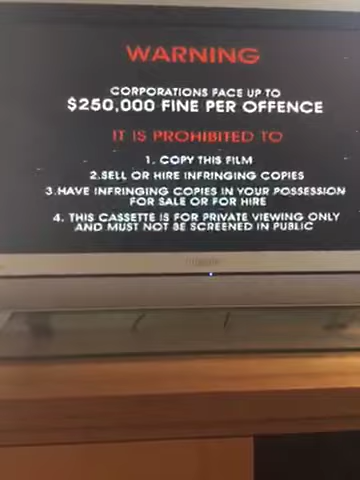 WARNING
CORPORATIONS FACE UP TO
$250,000 FINE PER OFFENCE
IT IS PROHIBITED TO
1. COPY THIS FILM
2.SELL OR HIRE INFRINGING COPIES
3.HAVE INFRINGING COPIES IN YOUR POSSESSION
FOR SALE OR FOR HIRE
4. THIS CASSETTE IS FOR PRIVATE VIEWING ONLY
AND MUST NOT BE SCREENED IN PUBLIC